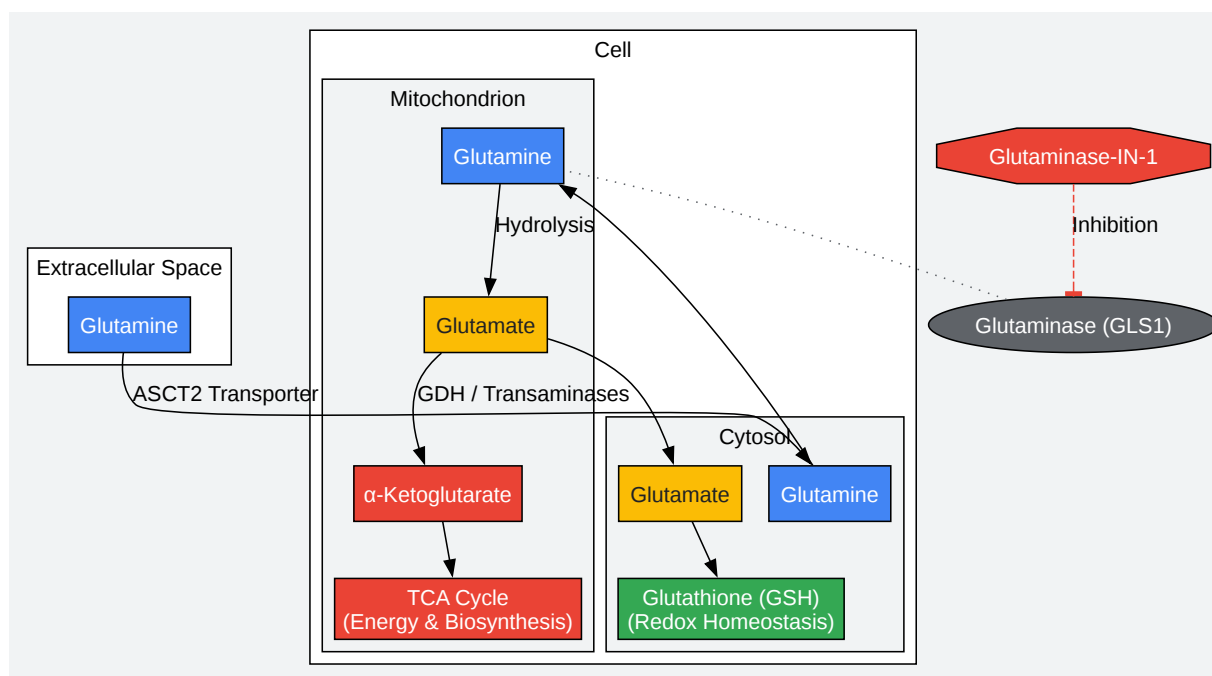 Cell
Mitochondrion
Glutamine
Glutaminase-IN-1
Hydrolysis
Inhibition
Extracellular Space
Glutamine
Glutamate
Glutaminase (GLS1)
ASCT2 Transporter
GDH / Transaminases
Cytosol
α-Ketoglutarate
Glutamate
Glutamine
TCA Cycle
(Energy & Biosynthesis)
Glutathione (GSH)
(Redox Homeostasis)